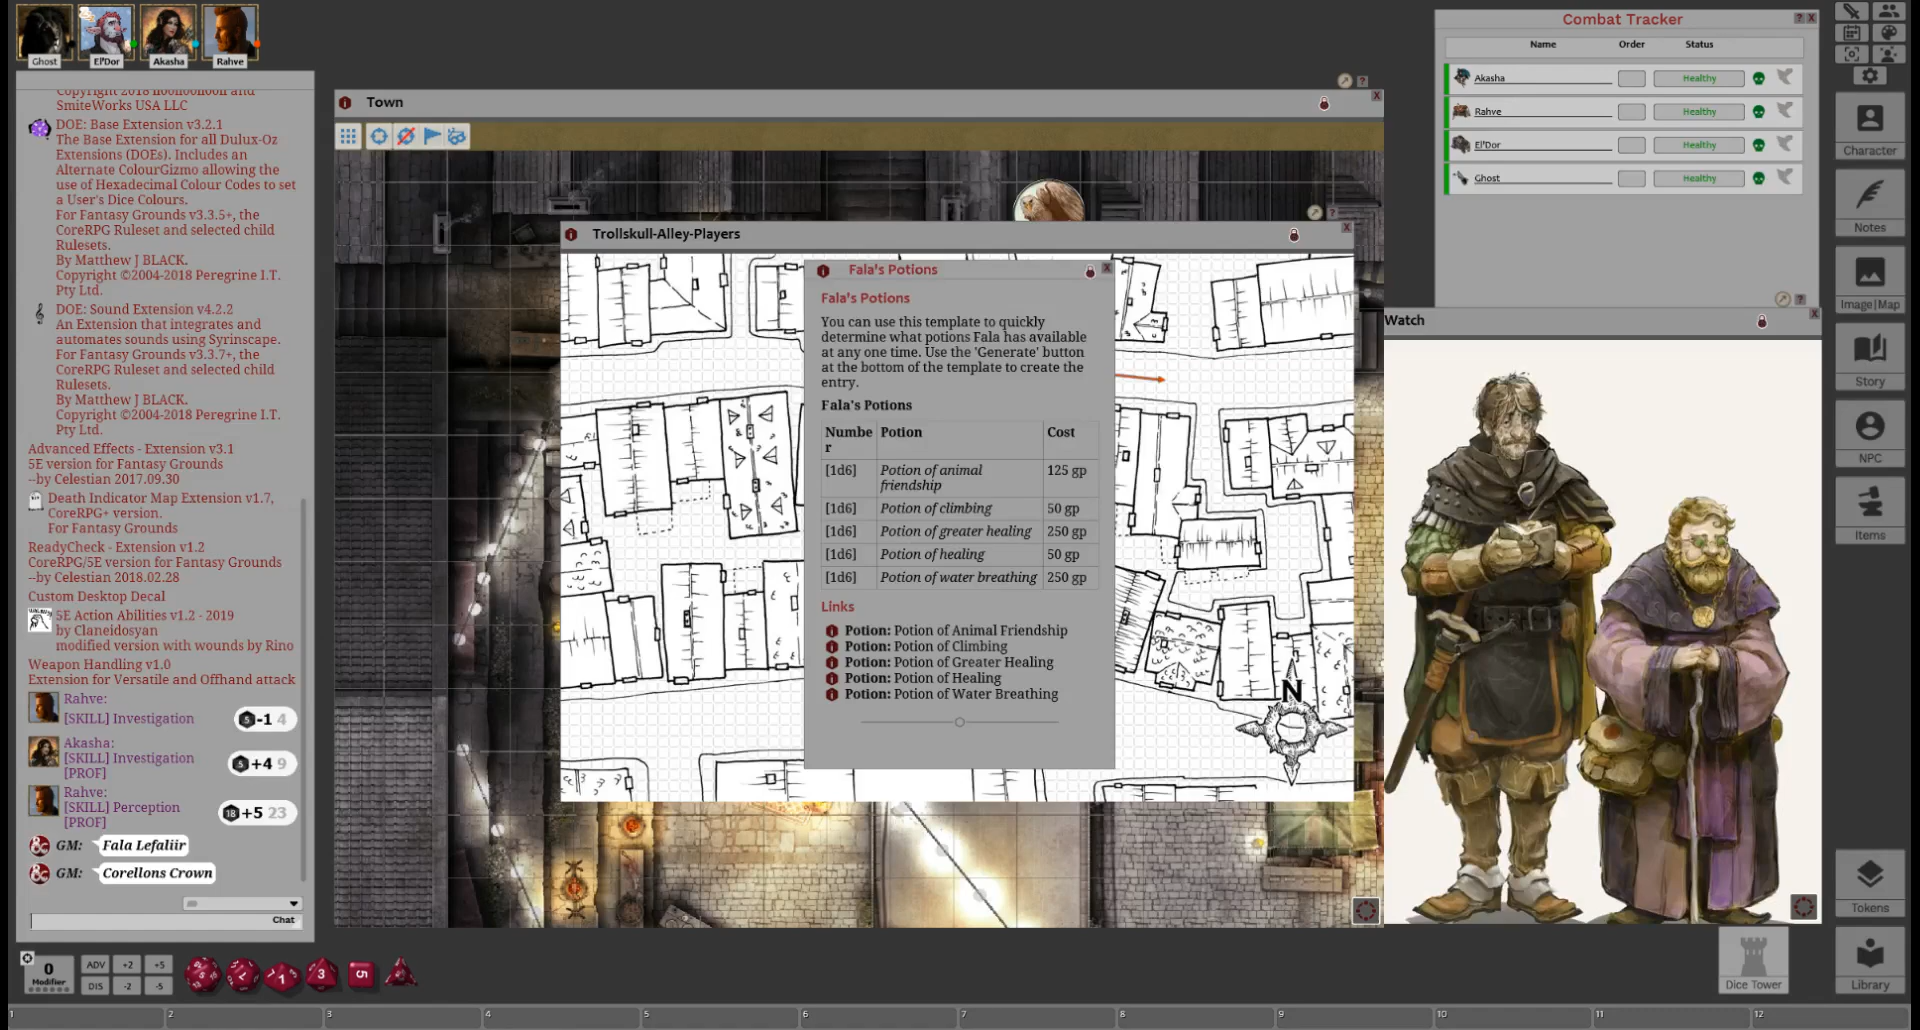 Ghost
El'Dor
Akasha
Rahve
SmiteWorks USA LLC
DOE: Base Extension v3.2.1
The Base Extension for all Dulux-Oz
Extensions (DOEs). Includes an
Alternate ColourGizmo allowing the
use of Hexadecimal Colour Codes to set
a User's Dice Colours.
For Fantasy Grounds v3.3.5+, the
CoreRPG Ruleset and selected child
Rulesets.
By Matthew J BLACK.
Copyright ©2004-2018 Peregrine I.T.
Pty Ltd.
DOE: Sound Extension v4.2.2
An Extension that integrates and
automates sounds using Syrinscape.
For Fantasy Grounds v3.3.7+, the
CoreRPG Ruleset and selected child
Rulesets.
By Matthew J BLACK.
Copyright ©2004-2018 Peregrine I.T.
Pty Ltd.
Advanced Effects - Extension v3.1
5E version for Fantasy Grounds
--by Celestian 2017.09.30
Death Indicator Map Extension v1.7,
CoreRPG+ version.
For Fantasy Grounds
ReadyCheck - Extension v1.2
CoreRPG/5E version for Fantasy Grounds
--by Celestian 2018.02.28
Custom Desktop Decal
5E Action Abilities v1.2 - 2019
by Claneidosyan
modified version with wounds by Rino
Weapon Handling v1.0
Extension for Versatile and Offhand attack
Rahve:
[SKILL] Investigation
5 -1 4
Akasha:
[SKILL] Investigation
[PROF]
5 +4 9
Rahve:
[SKILL] Perception
[PROF]
18 +5 23
GM: Fala Lefaliir
GM: Corellons Crown
Chat
0
Modifier
ADV +2 +5
DIS -2 -5
Town
Trollskull-Alley-Players
N
Fala's Potions
Fala's Potions
You can use this template to quickly
determine what potions Fala has available
at any one time. Use the 'Generate' button
at the bottom of the template to create the
entry.
Fala's Potions
Numbe Potion Cost
r
[1d6] Potion of animal 125 gp
friendship
[1d6] Potion of climbing 50 gp
[1d6] Potion of greater healing 250 gp
[1d6] Potion of healing 50 gp
[1d6] Potion of water breathing 250 gp
Links
Potion: Potion of Animal Friendship
Potion: Potion of Climbing
Potion: Potion of Greater Healing
Potion: Potion of Healing
Potion: Potion of Water Breathing
Combat Tracker
Name Order Status
Akasha Healthy
Rahve Healthy
El'Dor Healthy
Ghost Healthy
Watch
Character
Notes
Image|Map
Story
NPC
Items
Tokens
Library
Dice Tower
1 2 3 4 5 6 7 8 9 10 11 12